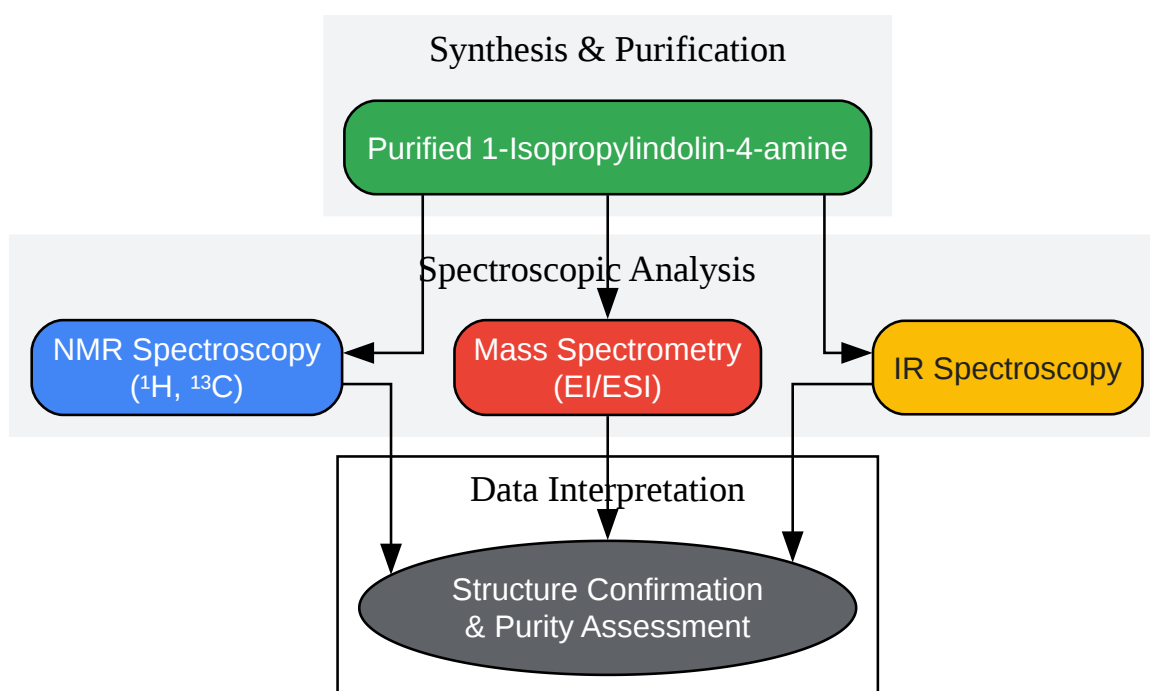 Synthesis & Purification
Purified 1-Isopropylindolin-4-amine
Spectroscopic Analysis
NMR Spectroscopy
(¹H, ¹³C)
Mass Spectrometry
(EI/ESI)
IR Spectroscopy
Data Interpretation
Structure Confirmation
& Purity Assessment